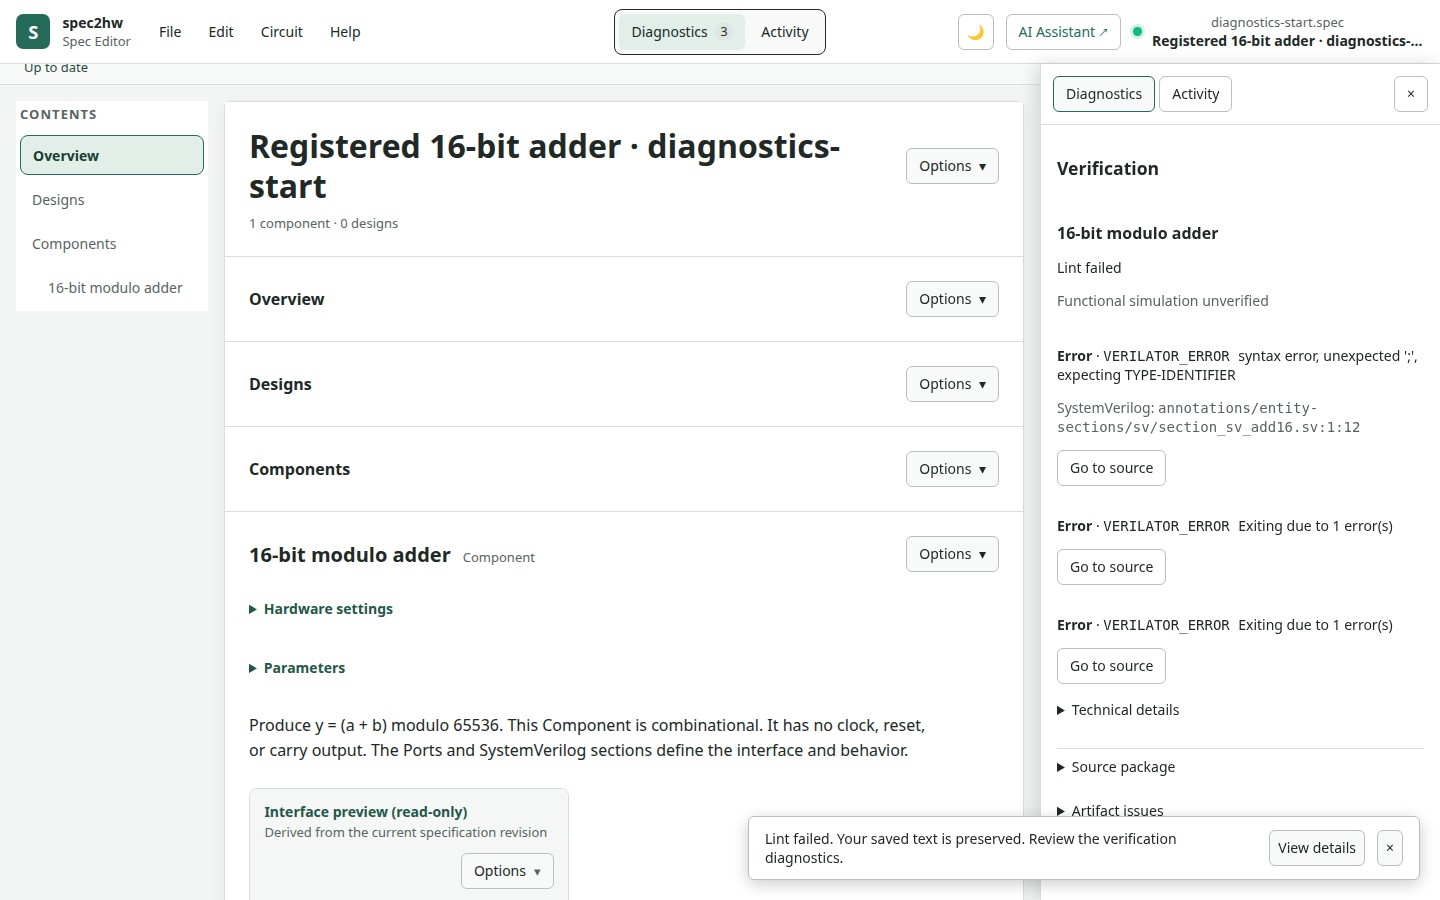 S
spec2hw
Spec Editor
File
Edit
Circuit
Help
Diagnostics 3
Activity
AI Assistant ↗
diagnostics-start.spec
Registered 16-bit adder · diagnostics-...
Up to date
CONTENTS
Overview
Designs
Components
16-bit modulo adder
Registered 16-bit adder · diagnostics-
start
1 component · 0 designs
Options ▾
Overview
Options ▾
Designs
Options ▾
Components
Options ▾
16-bit modulo adder Component
Options ▾
▶ Hardware settings
▶ Parameters
Produce y = (a + b) modulo 65536. This Component is combinational. It has no clock, reset,
or carry output. The Ports and SystemVerilog sections define the interface and behavior.
Interface preview (read-only)
Derived from the current specification revision
Options ▾
Diagnostics
Activity
×
Verification
16-bit modulo adder
Lint failed
Functional simulation unverified
Error · VERILATOR_ERROR syntax error, unexpected ';',
expecting TYPE-IDENTIFIER
SystemVerilog: annotations/entity-
sections/sv/section_sv_add16.sv:1:12
Go to source
Error · VERILATOR_ERROR Exiting due to 1 error(s)
Go to source
Error · VERILATOR_ERROR Exiting due to 1 error(s)
Go to source
▶ Technical details
▶ Source package
▶ Artifact issues
Lint failed. Your saved text is preserved. Review the verification
diagnostics.
View details
×